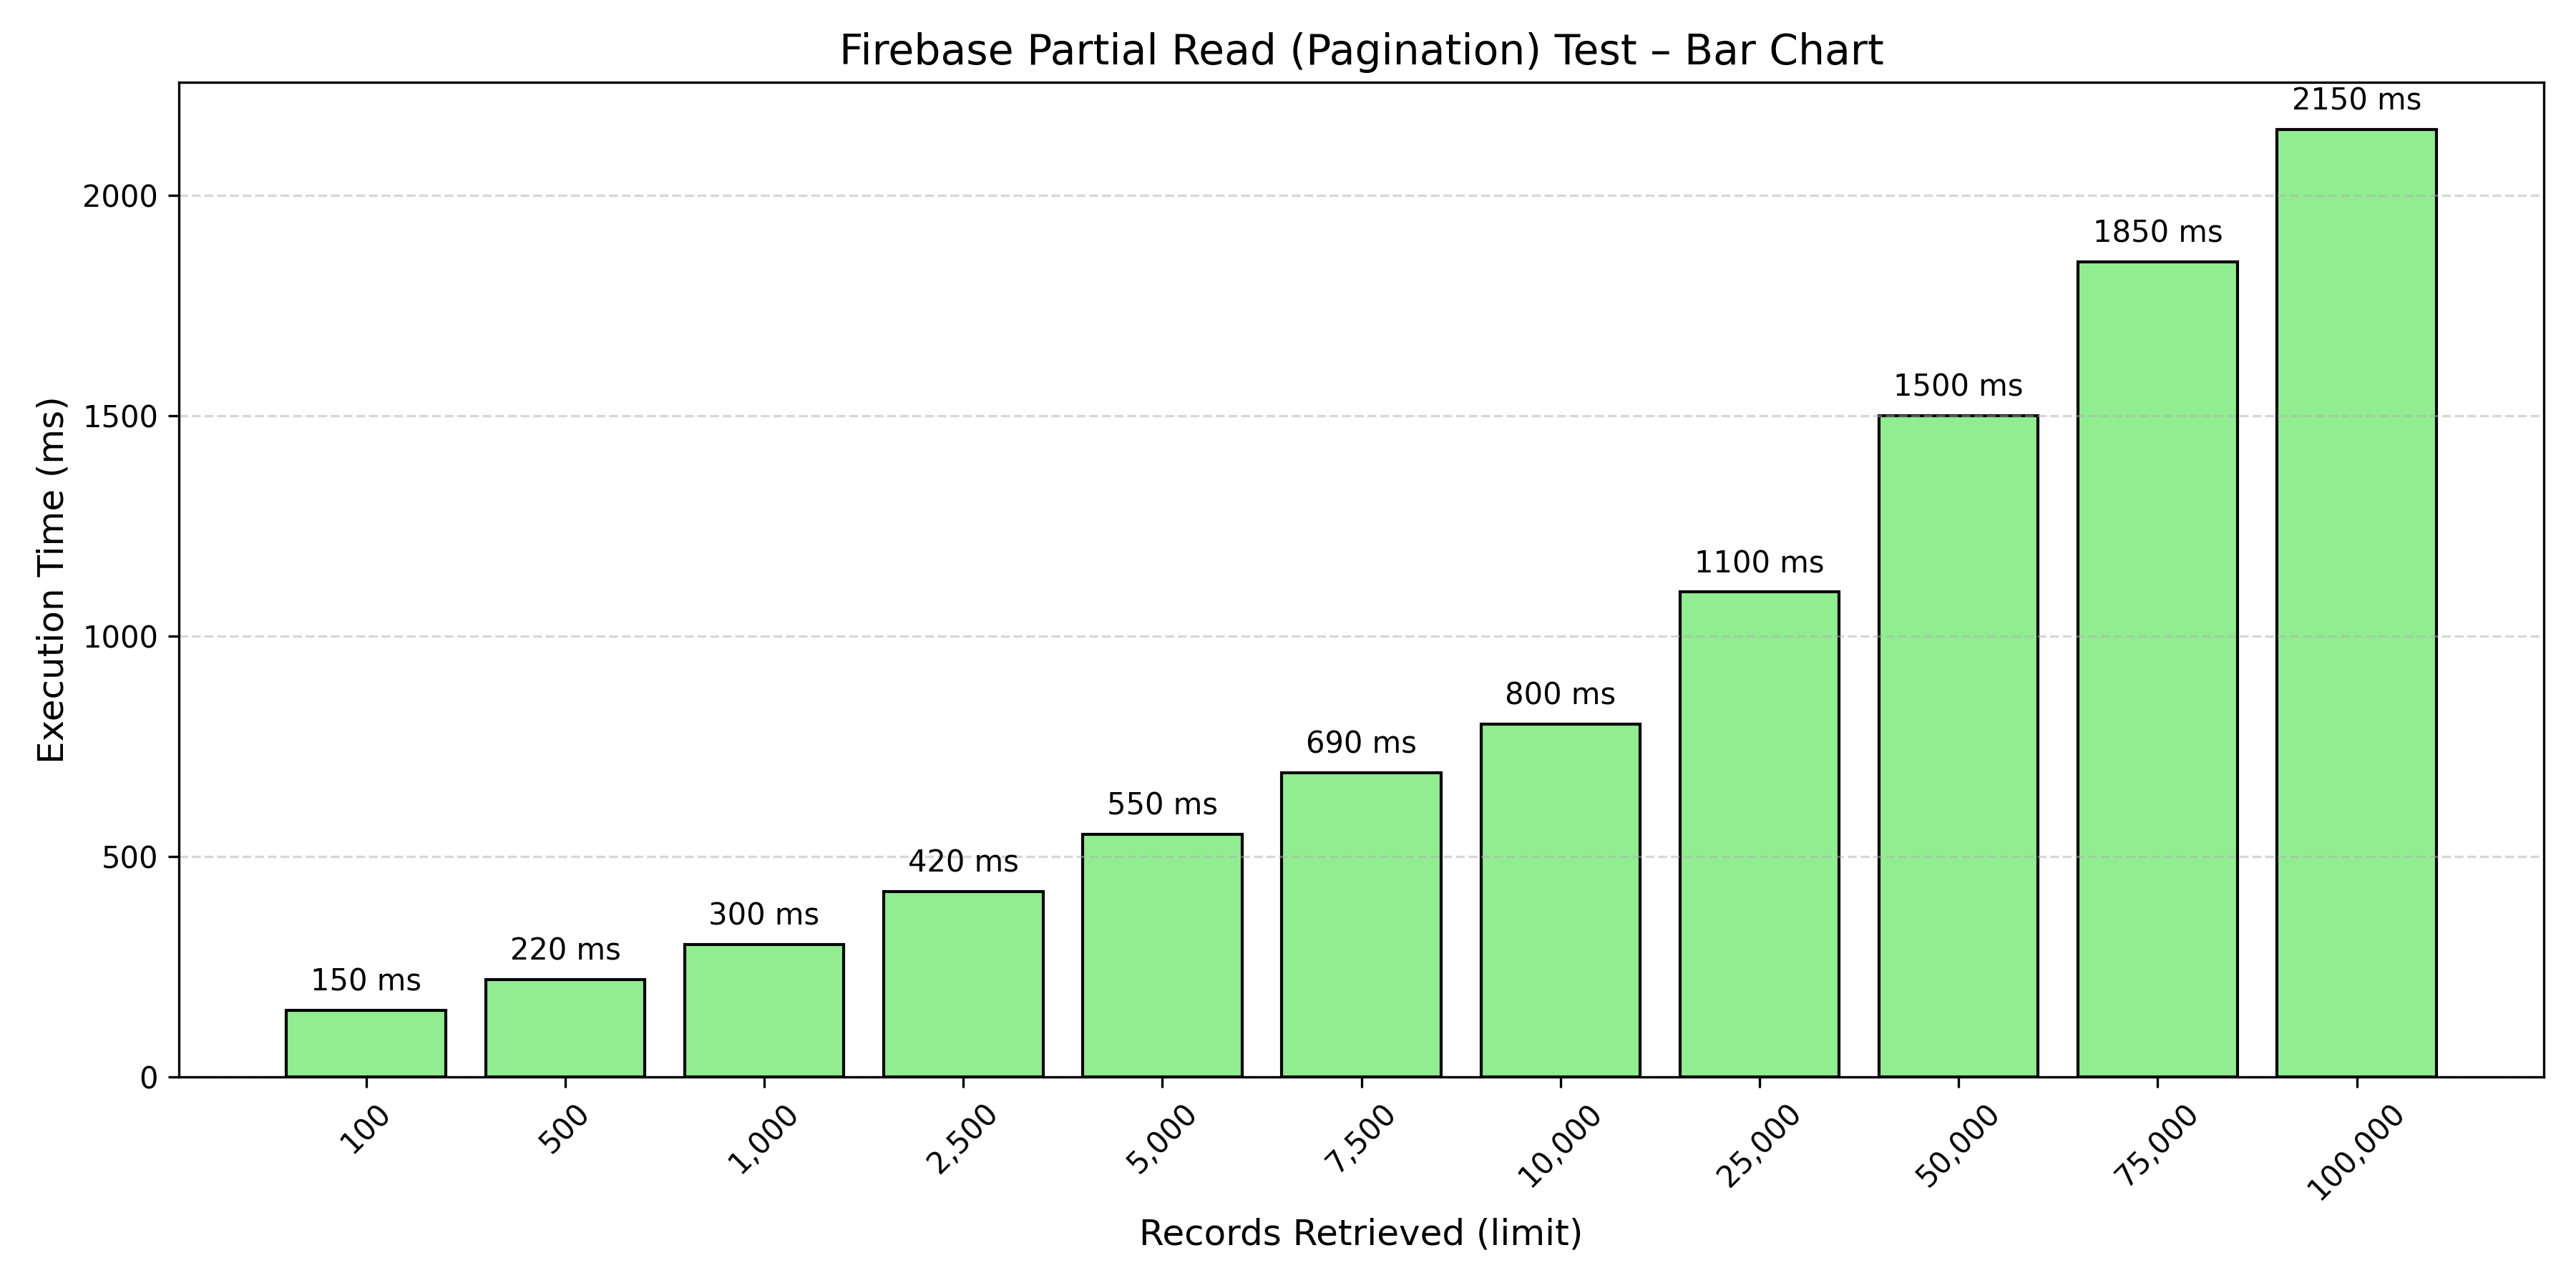 Firebase Partial Read (Pagination) Test – Bar Chart
Execution Time (ms)
2000
1500
1000
500
0
150 ms
220 ms
300 ms
420 ms
550 ms
690 ms
800 ms
1100 ms
1500 ms
1850 ms
2150 ms
100
500
1,000
2,500
5,000
7,500
10,000
25,000
50,000
75,000
100,000
Records Retrieved (limit)